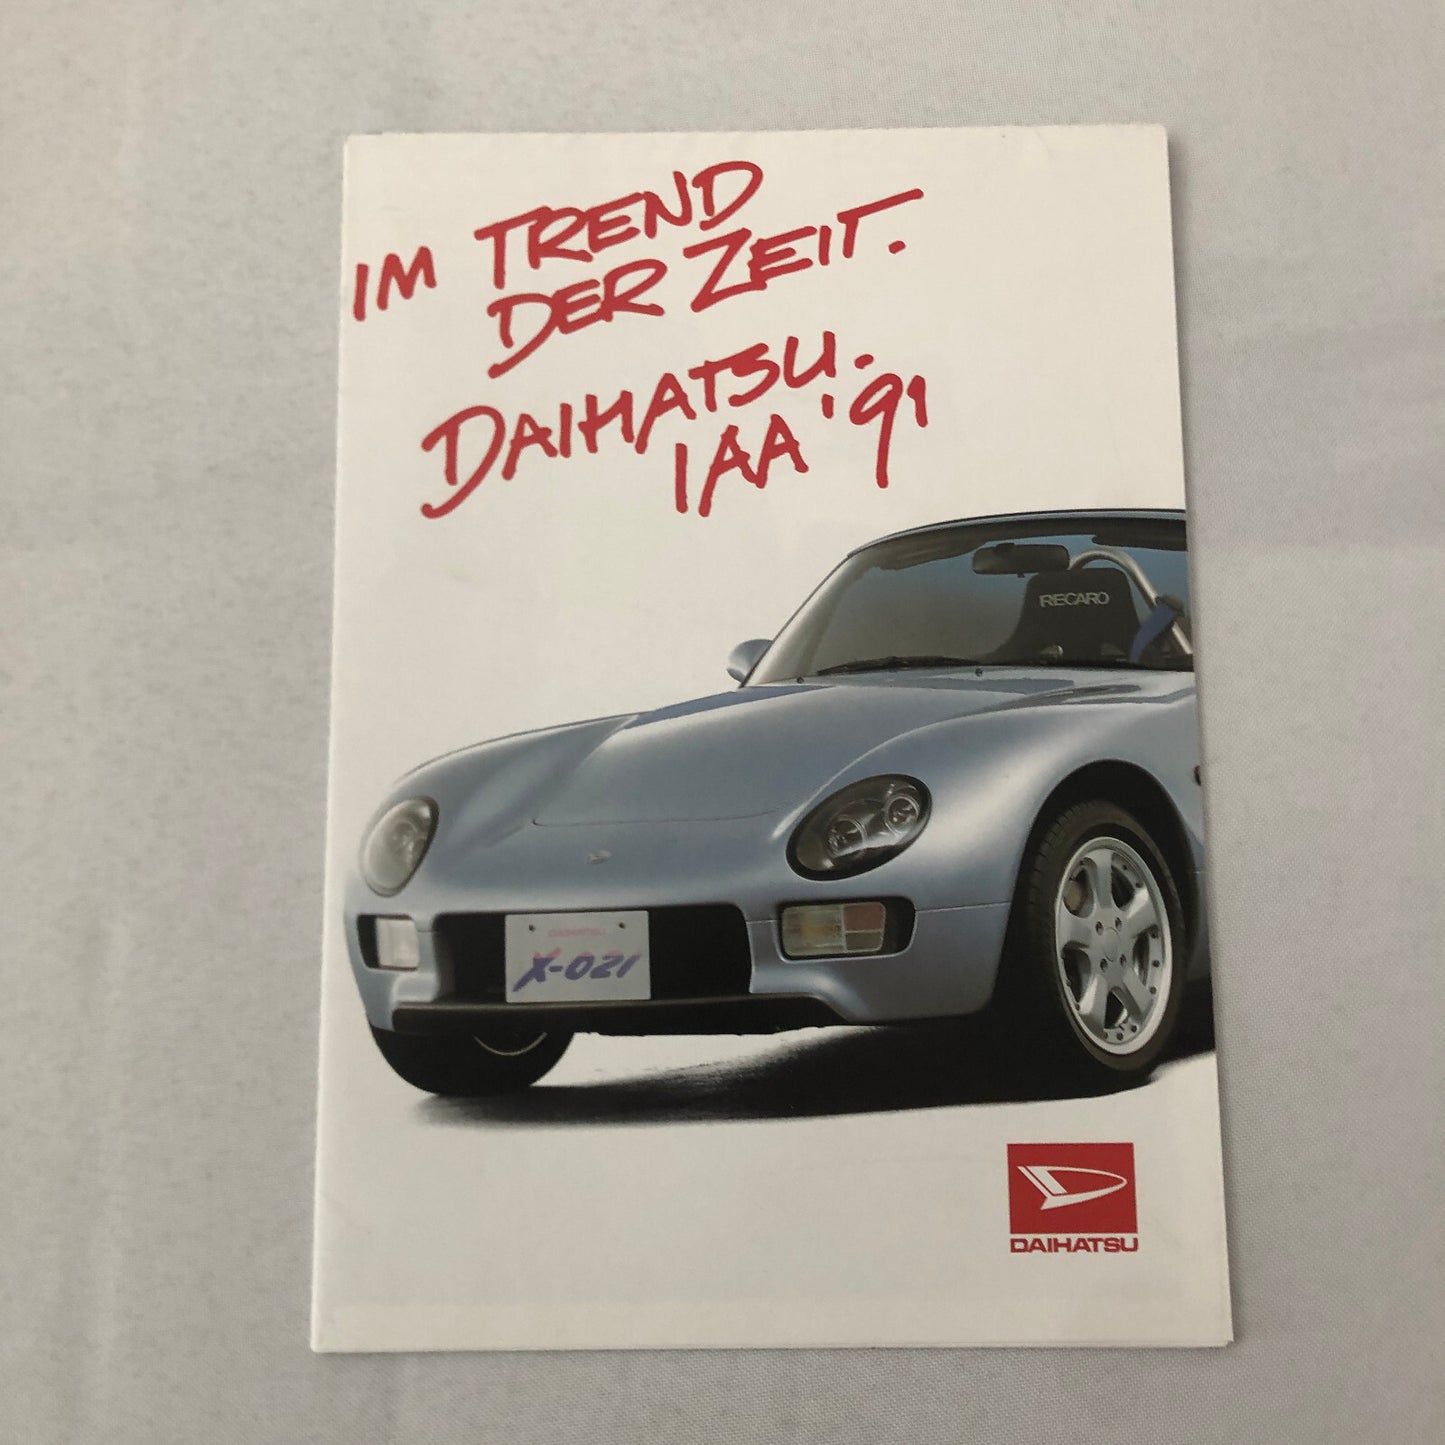 IM TREND
DER ZEIT.
DAIHATSU.
IAA '91
RECARO
DAIHATSU
X-021
DAIHATSU